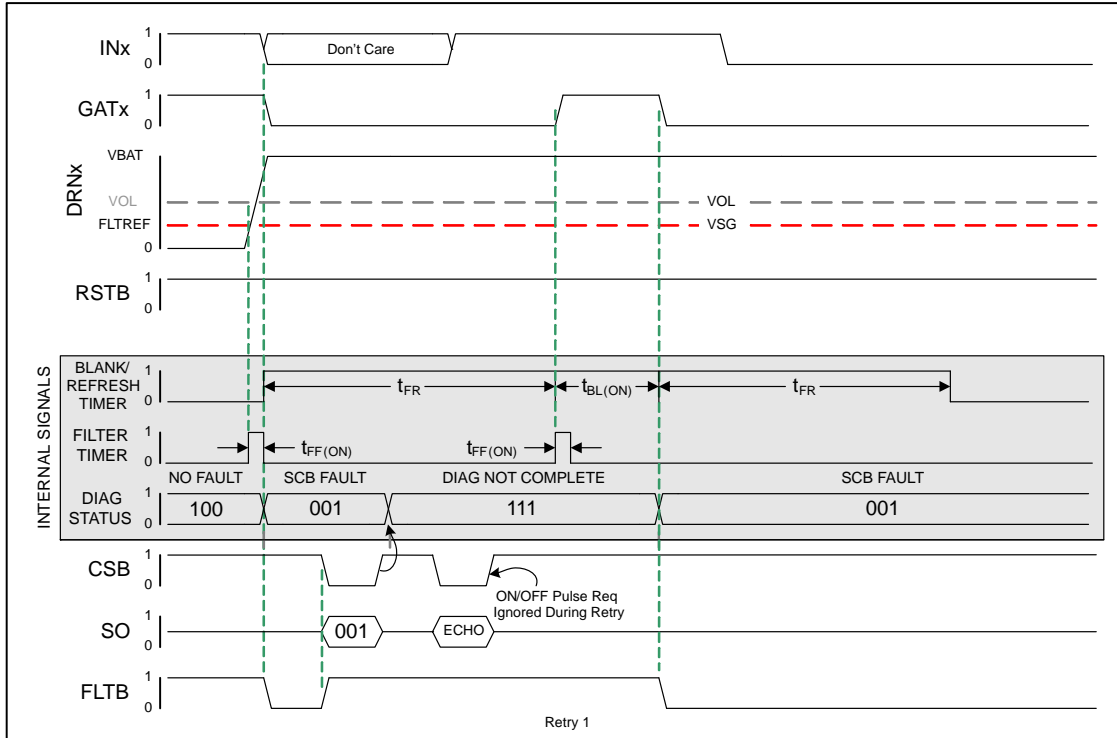 INx
1
0
Don't Care
GATx
1
0
DRNx
VBAT
VOL
FLTREF
VOL
VSG
RSTB
1
0
INTERNAL SIGNALS
BLANK/
REFRESH
TIMER
1
0
tFR
tBL(ON)
tFR
FILTER
TIMER
1
0
tFF(ON)
tFF(ON)
NO FAULT
SCB FAULT
DIAG NOT COMPLETE
SCB FAULT
DIAG
STATUS
1
0
100
001
111
001
CSB
1
0
ON/OFF Pulse Req
Ignored During Retry
SO
1
0
001
ECHO
FLTB
1
0
Retry 1